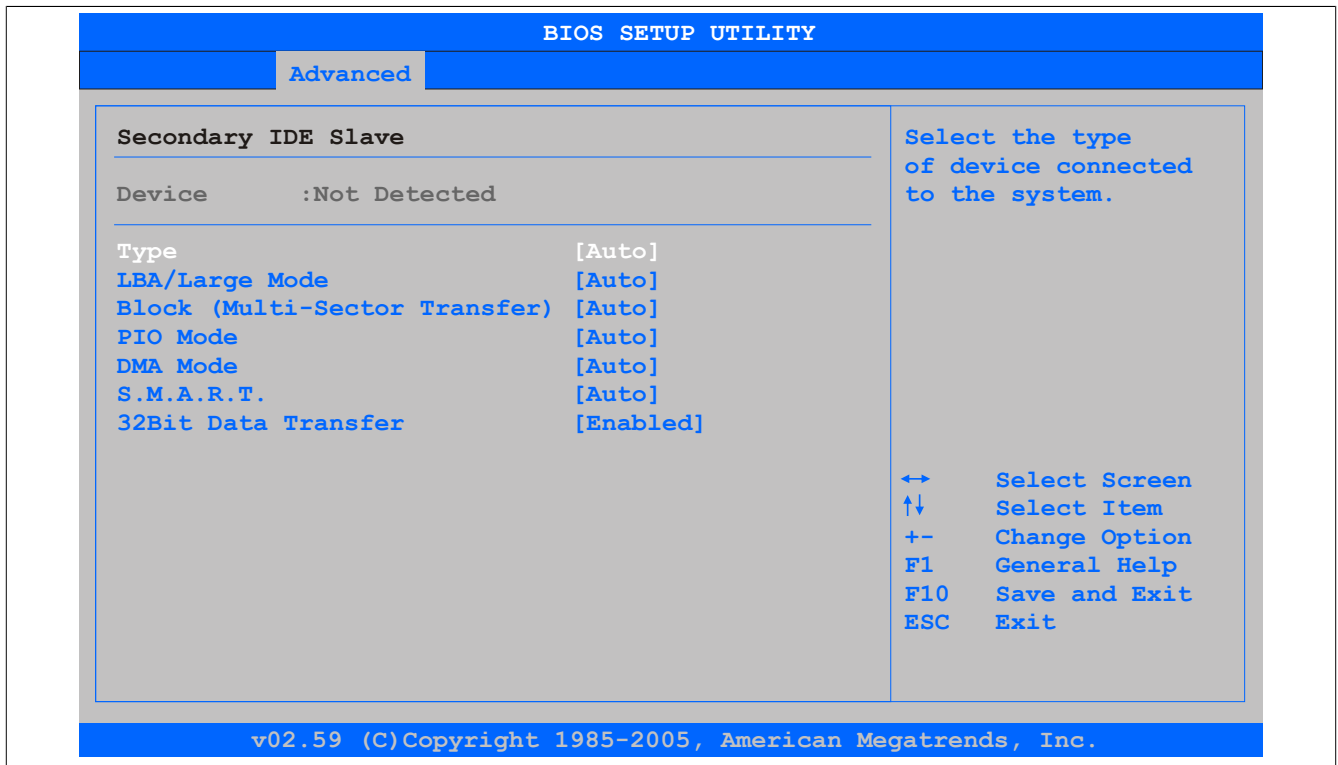 BIOS SETUP UTILITY
Advanced
Secondary IDE Slave
Device :Not Detected
Type [Auto]
LBA/Large Mode [Auto]
Block (Multi-Sector Transfer) [Auto]
PIO Mode [Auto]
DMA Mode [Auto]
S.M.A.R.T. [Auto]
32Bit Data Transfer [Enabled]
Select the type
of device connected
to the system.
↔ Select Screen
↑↓ Select Item
+- Change Option
F1 General Help
F10 Save and Exit
ESC Exit
v02.59 (C)Copyright 1985-2005, American Megatrends, Inc.